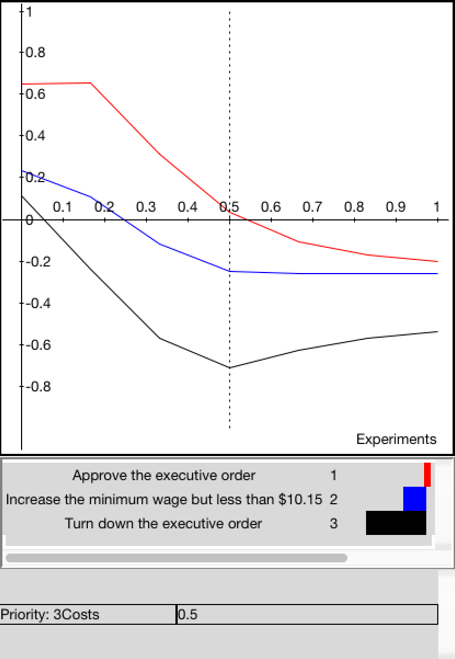 1
0.8
0.6
0.4
0.2
0.1 0.2 0.3 0.4 0.5 0.6 0.7 0.8 0.9 1
0
-0.2
-0.4
-0.6
-0.8
Experiments
Approve the executive order 1
Increase the minimum wage but less than $10.15 2
Turn down the executive order 3
Priority: 3Costs 0.5